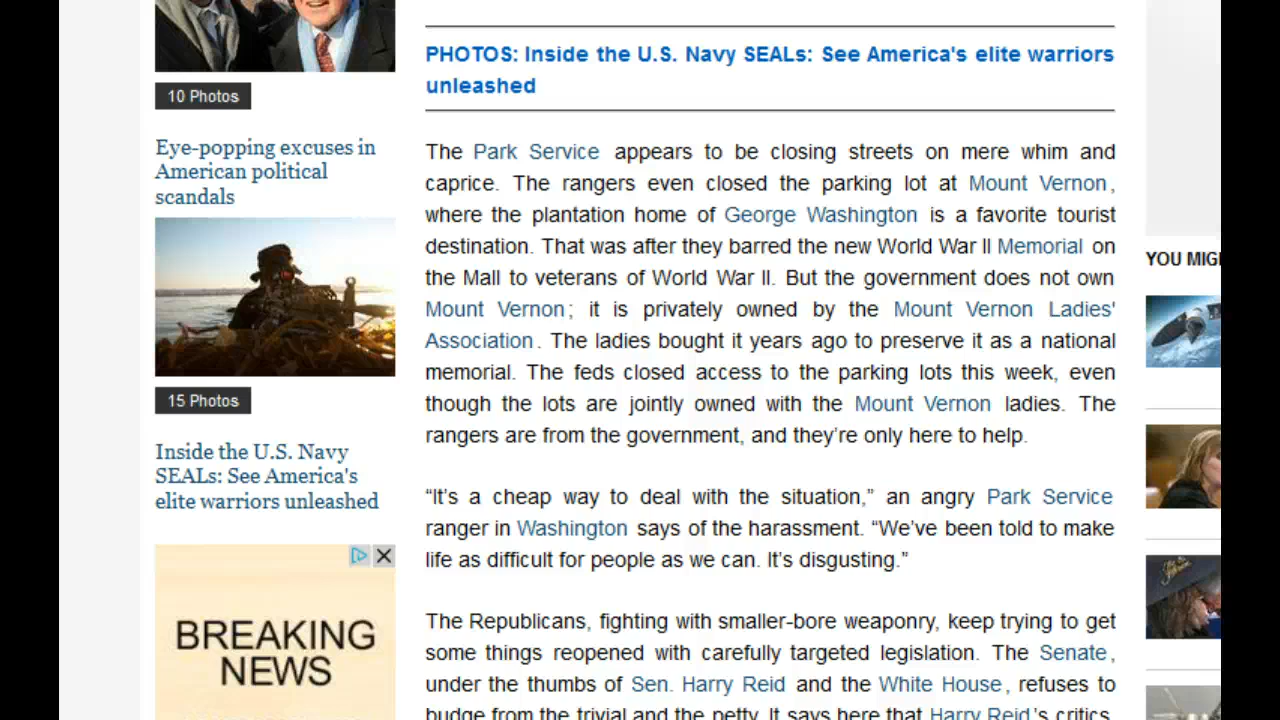 10 Photos
Eye-popping excuses in
American political
scandals
15 Photos
Inside the U.S. Navy
SEALs: See America's
elite warriors unleashed
BREAKING
NEWS
PHOTOS: Inside the U.S. Navy SEALs: See America's elite warriors
unleashed
The Park Service appears to be closing streets on mere whim and
caprice. The rangers even closed the parking lot at Mount Vernon,
where the plantation home of George Washington is a favorite tourist
destination. That was after they barred the new World War II Memorial on
the Mall to veterans of World War II. But the government does not own
Mount Vernon; it is privately owned by the Mount Vernon Ladies'
Association. The ladies bought it years ago to preserve it as a national
memorial. The feds closed access to the parking lots this week, even
though the lots are jointly owned with the Mount Vernon ladies. The
rangers are from the government, and they’re only here to help.
“It’s a cheap way to deal with the situation,” an angry Park Service
ranger in Washington says of the harassment. “We’ve been told to make
life as difficult for people as we can. It’s disgusting.”
The Republicans, fighting with smaller-bore weaponry, keep trying to get
some things reopened with carefully targeted legislation. The Senate,
under the thumbs of Sen. Harry Reid and the White House, refuses to
budge from the trivial and the petty. It says here that Harry Reid’s critics,
YOU